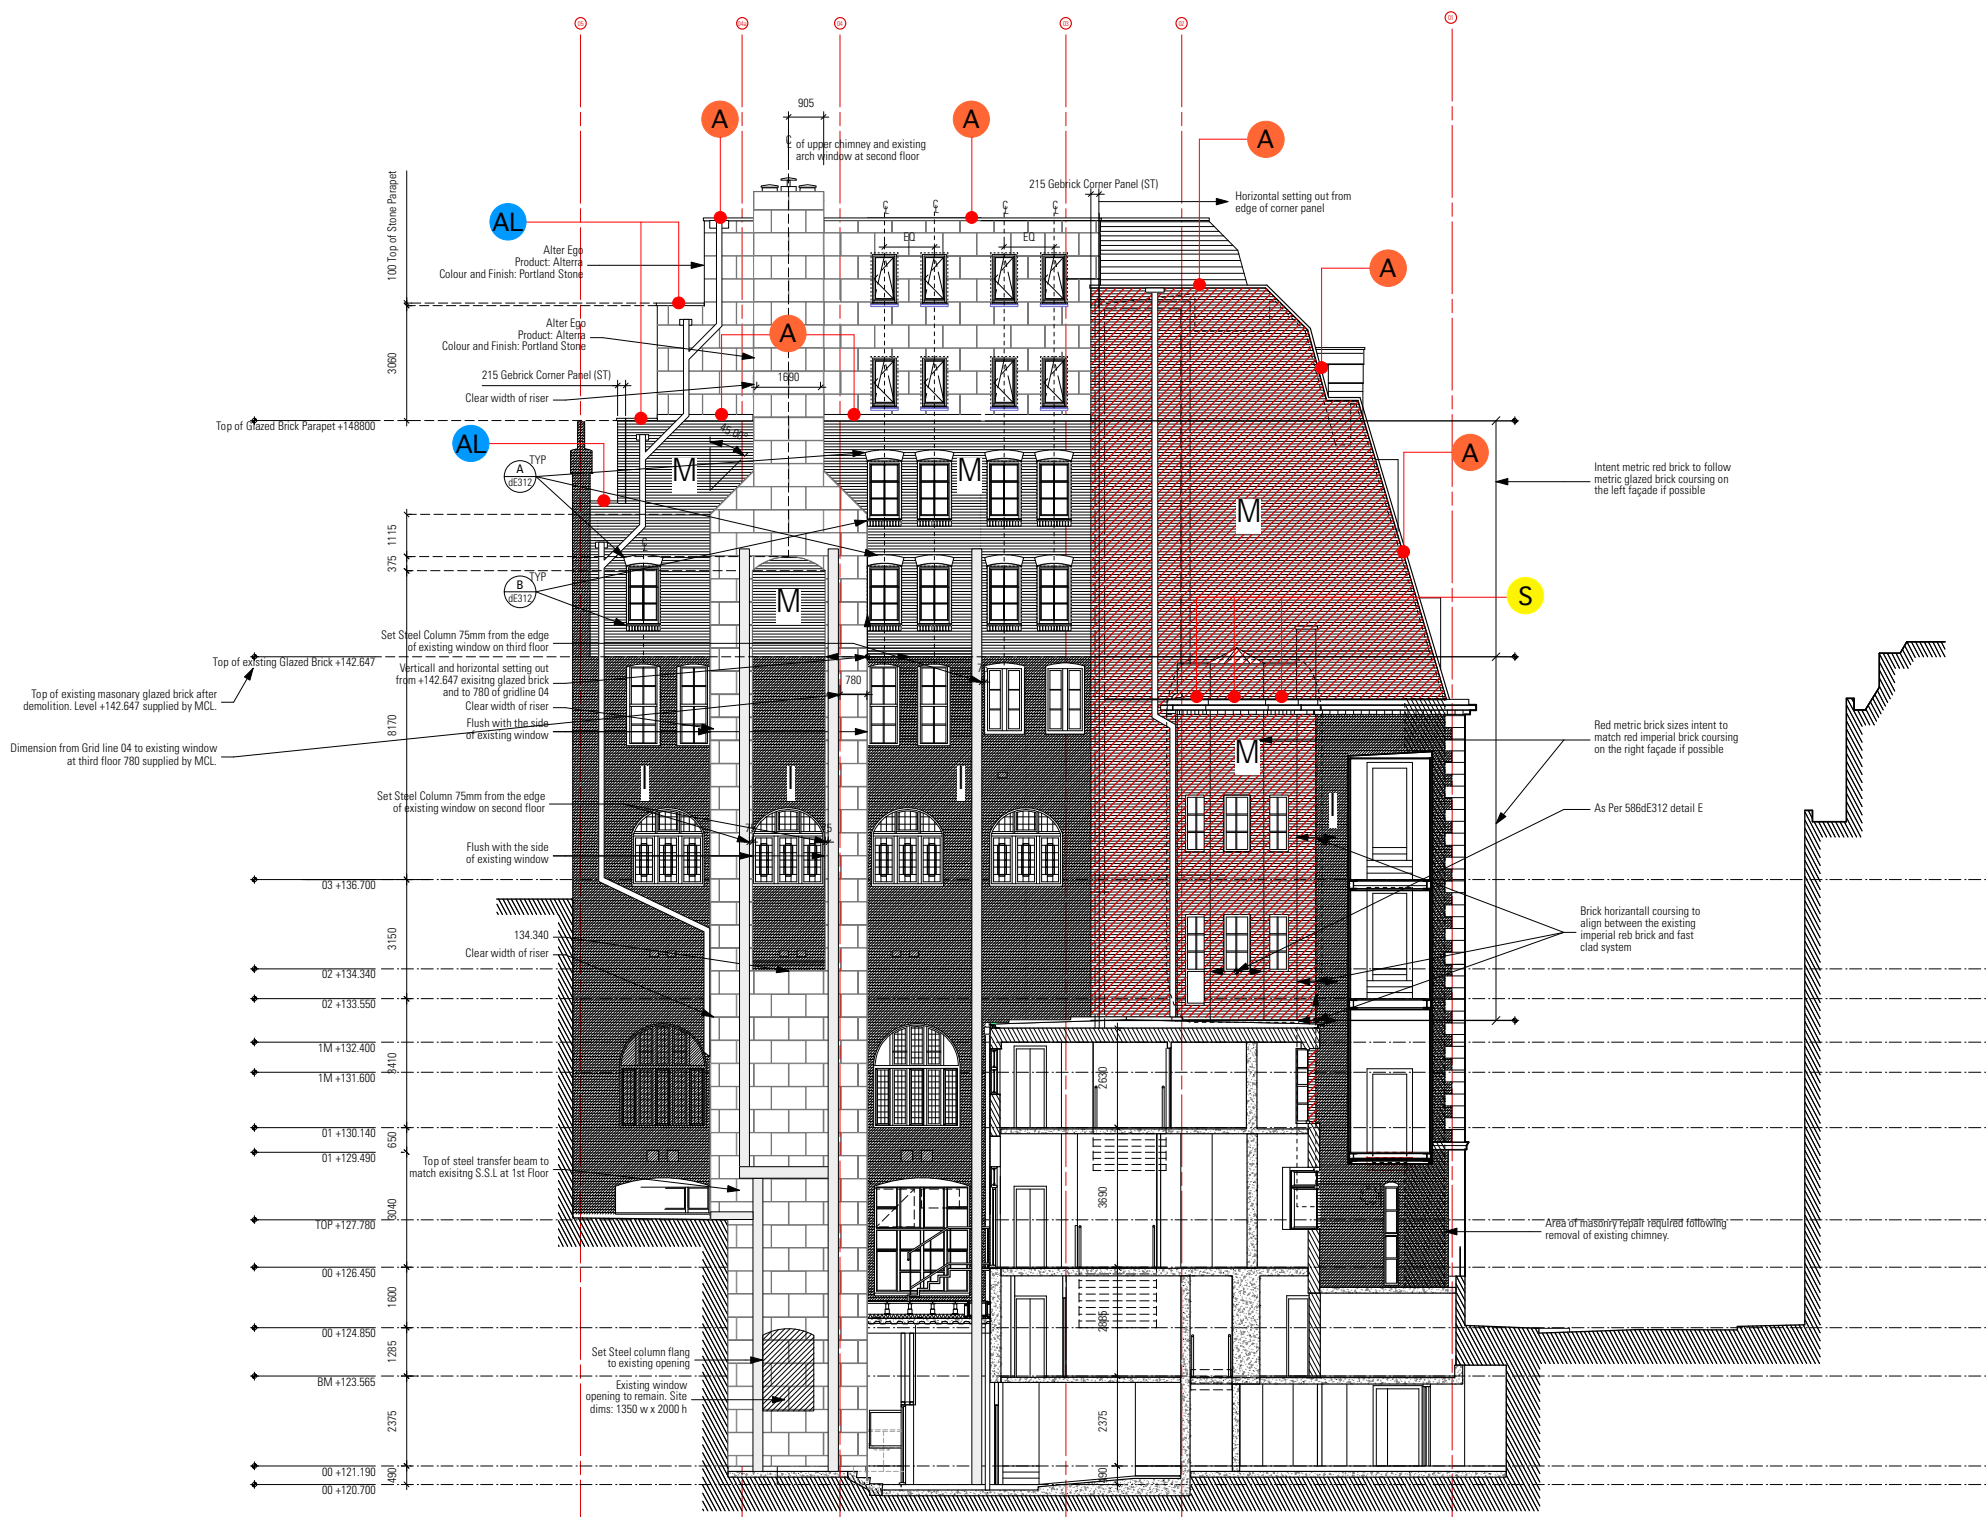 05
04a
04
03
02
01
905
A
A
A
℄ of upper chimney and existing
arch window at second floor
215 Gebrick Corner Panel (ST)
Horizontal setting out from
edge of corner panel
100 Top of Stone Parapet
AL
℄
℄
℄
℄
EQ
EQ
Alter Ego
Product: Alterra
Colour and Finish: Portland Stone
A
Alter Ego
Product: Alterra
Colour and Finish: Portland Stone
A
3060
215 Gebrick Corner Panel (ST)
1690
Clear width of riser
Top of Glazed Brick Parapet +148800
AL
45.00°
A
TYP
A
dE312
M
M
Intent metric red brick to follow
metric glazed brick coursing on
the left façade if possible
M
1115
375
℄
TYP
B
dE312
M
S
Set Steel Column 75mm from the edge
of existing window on third floor
Top of existing Glazed Brick +142.647
Verticall and horizontal setting out
from +142.647 exisitng glazed brick
and to 780 of gridline 04
780
Top of existing masonary glazed brick after
demolition. Level +142.647 supplied by MCL.
Clear width of riser
Flush with the side
of existing window
8170
Dimension from Grid line 04 to existing window
at third floor 780 supplied by MCL.
Red metric brick sizes intent to
match red imperial brick coursing
on the right façade if possible
M
I
I
I
I
Set Steel Column 75mm from the edge
of existing window on second floor
As Per 586dE312 detail E
Flush with the side
of existing window
03 +136.700
Brick horizantall coursing to
align between the existing
imperial reb brick and fast
clad system
3150
134.340
Clear width of riser
02 +134.340
02 +133.550
1M +132.400
3410
2630
1M +131.600
01 +130.140
650
01 +129.490
Top of steel transfer beam to
match exisitng S.S.L at 1st Floor
3040
3690
TOP +127.780
Area of masonry repair required following
removal of existing chimney.
00 +126.450
1600
2885
00 +124.850
1285
Set Steel column flang
to existing opening
BM +123.565
Existing window
opening to remain. Site
dims: 1350 w x 2000 h
2375
2375
00 +121.190
490
490
00 +120.700